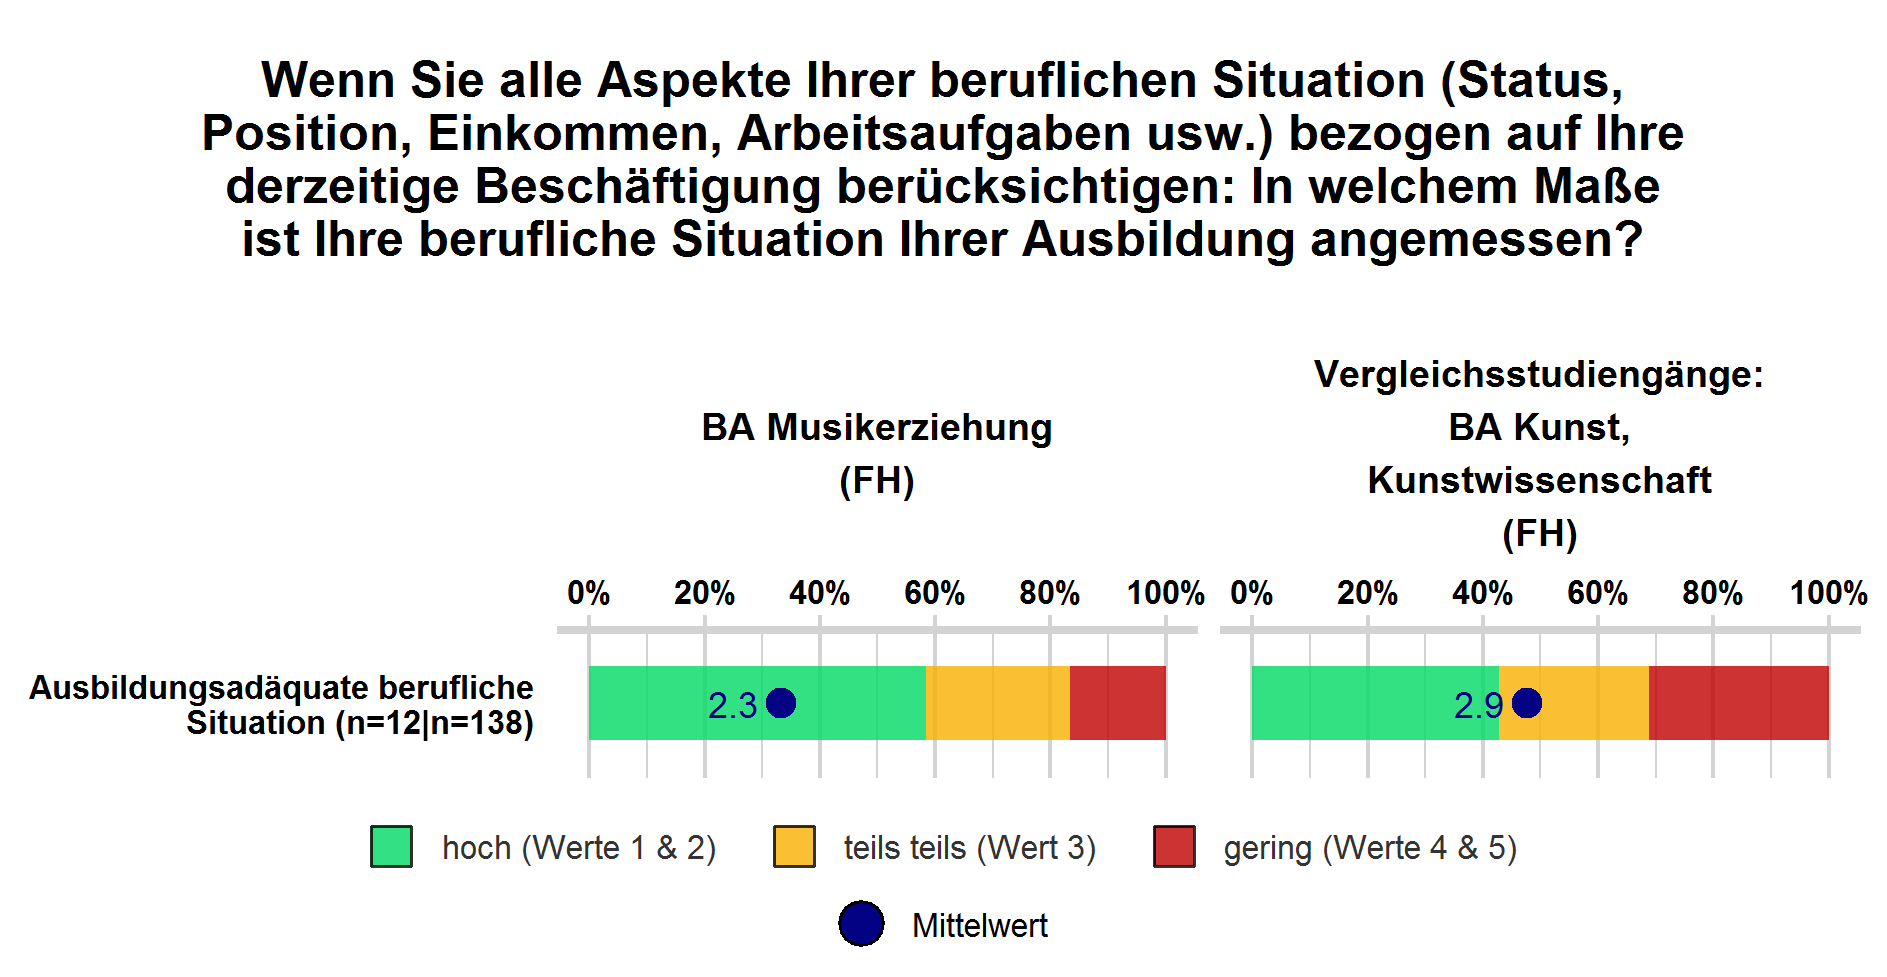 Wenn Sie alle Aspekte Ihrer beruflichen Situation (Status,
Position, Einkommen, Arbeitsaufgaben usw.) bezogen auf Ihre
derzeitige Beschäftigung berücksichtigen: In welchem Maße
ist Ihre berufliche Situation Ihrer Ausbildung angemessen?
BA Musikerziehung
(FH)
Vergleichsstudiengänge:
BA Kunst,
Kunstwissenschaft
(FH)
0% 20% 40% 60% 80% 100% 0% 20% 40% 60% 80% 100%
Ausbildungsadäquate berufliche
Situation (n=12|n=138)
2.3 2.9
hoch (Werte 1 & 2) teils teils (Wert 3) gering (Werte 4 & 5)
Mittelwert